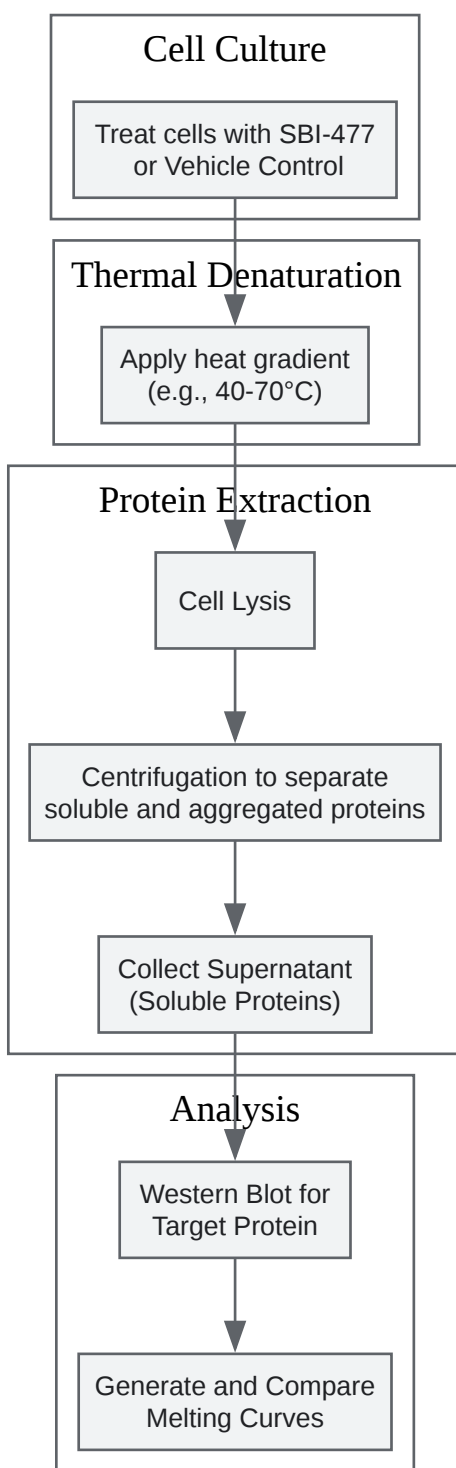 Cell Culture
Treat cells with SBI-477
or Vehicle Control
Thermal Denaturation
Apply heat gradient
(e.g., 40-70°C)
Protein Extraction
Cell Lysis
Centrifugation to separate
soluble and aggregated proteins
Collect Supernatant
(Soluble Proteins)
Analysis
Western Blot for
Target Protein
Generate and Compare
Melting Curves